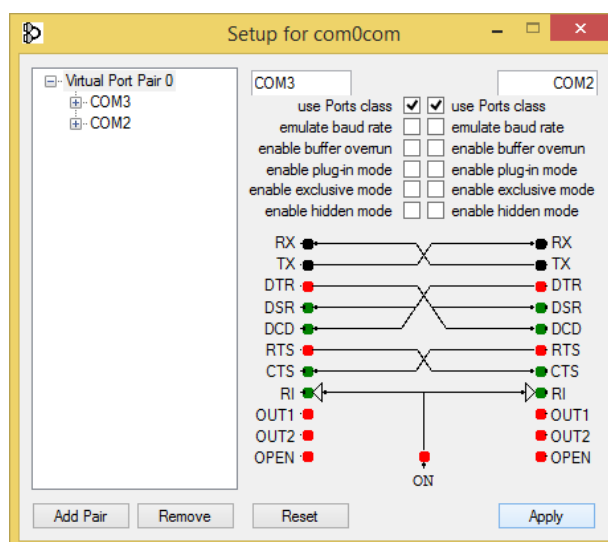 Setup for com0com
Virtual Port Pair 0
COM3
COM2
COM3 COM2
use Ports class use Ports class
emulate baud rate emulate baud rate
enable buffer overrun enable buffer overrun
enable plug-in mode enable plug-in mode
enable exclusive mode enable exclusive mode
enable hidden mode enable hidden mode
RX RX
TX TX
DTR DTR
DSR DSR
DCD DCD
RTS RTS
CTS CTS
RI RI
OUT1 OUT1
OUT2 OUT2
OPEN OPEN
ON
Add Pair Remove Reset Apply